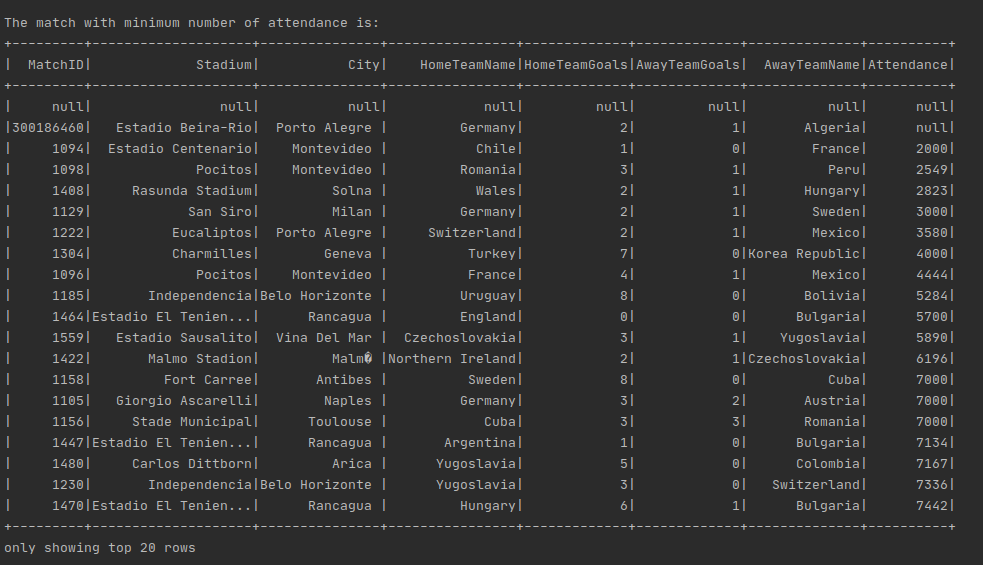 The match with minimum number of attendance is:
+---------+--------------------+---------------+----------------+-------------+-------------+--------------+----------+
|  MatchID|             Stadium|           City|    HomeTeamName|HomeTeamGoals|AwayTeamGoals|  AwayTeamName|Attendance|
+---------+--------------------+---------------+----------------+-------------+-------------+--------------+----------+
|     null|                null|           null|            null|         null|         null|          null|      null|
|300186460|   Estadio Beira-Rio|  Porto Alegre |         Germany|            2|            1|       Algeria|      null|
|     1094|  Estadio Centenario|    Montevideo |           Chile|            1|            0|        France|      2000|
|     1098|             Pocitos|    Montevideo |         Romania|            3|            1|          Peru|      2549|
|     1408|     Rasunda Stadium|         Solna |           Wales|            2|            1|       Hungary|      2823|
|     1129|            San Siro|         Milan |         Germany|            2|            1|        Sweden|      3000|
|     1222|          Eucaliptos|  Porto Alegre |     Switzerland|            2|            1|        Mexico|      3580|
|     1304|          Charmilles|        Geneva |          Turkey|            7|            0|Korea Republic|      4000|
|     1096|             Pocitos|    Montevideo |          France|            4|            1|        Mexico|      4444|
|     1185|       Independencia|Belo Horizonte |         Uruguay|            8|            0|       Bolivia|      5284|
|     1464|Estadio El Tenien...|      Rancagua |         England|            0|            0|      Bulgaria|      5700|
|     1559|   Estadio Sausalito|  Vina Del Mar |  Czechoslovakia|            3|            1|    Yugoslavia|      5890|
|     1422|       Malmo Stadion|         Malm� |Northern Ireland|            2|            1|Czechoslovakia|      6196|
|     1158|         Fort Carree|       Antibes |          Sweden|            8|            0|          Cuba|      7000|
|     1105|   Giorgio Ascarelli|        Naples |         Germany|            3|            2|       Austria|      7000|
|     1156|     Stade Municipal|      Toulouse |            Cuba|            3|            3|       Romania|      7000|
|     1447|Estadio El Tenien...|      Rancagua |       Argentina|            1|            0|      Bulgaria|      7134|
|     1480|     Carlos Dittborn|         Arica |      Yugoslavia|            5|            0|      Colombia|      7167|
|     1230|       Independencia|Belo Horizonte |      Yugoslavia|            3|            0|   Switzerland|      7336|
|     1470|Estadio El Tenien...|      Rancagua |         Hungary|            6|            1|      Bulgaria|      7442|
+---------+--------------------+---------------+----------------+-------------+-------------+--------------+----------+
only showing top 20 rows